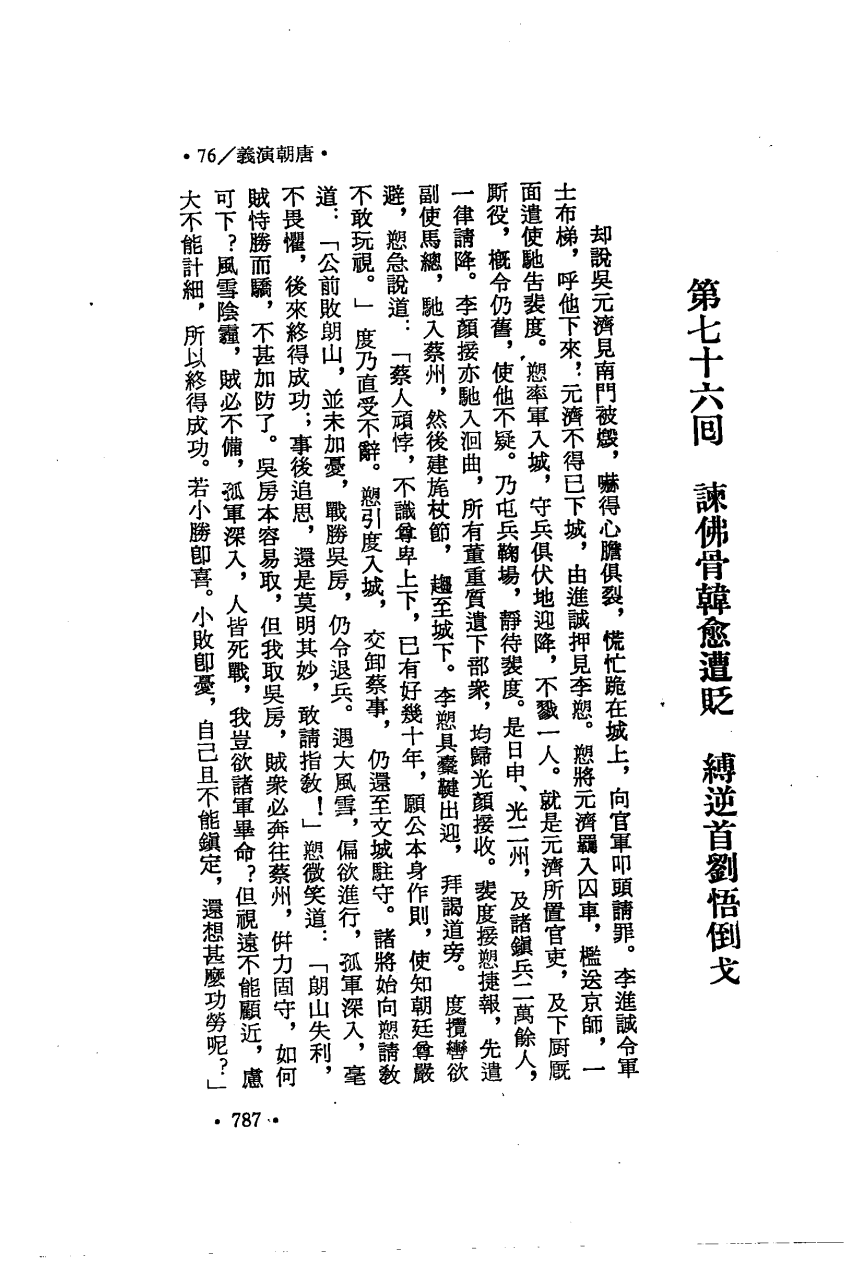 •76／義演朝唐•
第七十六回　諫佛骨韓愈遭貶　縛逆首劉悟倒戈
却說吳元濟見南門被燬，嚇得心膽俱裂，慌忙跪在城上，向官軍叩頭請罪。李進誠令軍
士布梯，呼他下來，元濟不得已下城，由進誠押見李愬。愬將元濟羈入囚車，檻送京師，一
面遣使馳告裴度。愬率軍入城，守兵俱伏地迎降，不戮一人。就是元濟所置官吏，及下廚厩
厮役，概令仍舊，使他不疑。乃屯兵鞠場，靜待裴度。是日申、光二州，及諸鎮兵二萬餘人，
一律請降。李顏接亦馳入洄曲，所有董重質遺下部衆，均歸光顏接收。裴度接愬捷報，先遣
副使馬總，馳入蔡州，然後建旄杖節，趨至城下。李愬具櫜鞬出迎，拜謁道旁。度攬轡欲
避，愬急說道：「蔡人頑悖，不識尊卑上下，已有好幾十年，願公本身作則，使知朝廷尊嚴
不敢玩視。」度乃直受不辭。愬引度入城，交卸蔡事，仍還至文城駐守。諸將始向愬請敎
道：「公前敗朗山，並未加憂，戰勝吳房，仍令退兵。遇大風雪，偏欲進行，孤軍深入，毫
不畏懼，後來終得成功；事後追思，還是莫明其妙，敢請指敎！」愬微笑道：「朗山失利，
賊恃勝而驕，不甚加防了。吳房本容易取，但我取吳房，賊衆必奔往蔡州，併力固守，如何
可下？風雪陰霾，賊必不備，孤軍深入，人皆死戰，我豈欲諸軍畢命？但視遠不能顧近，慮
大不能計細，所以終得成功。若小勝卽喜。小敗卽憂，自己且不能鎭定，還想甚麼功勞呢？」
•787•